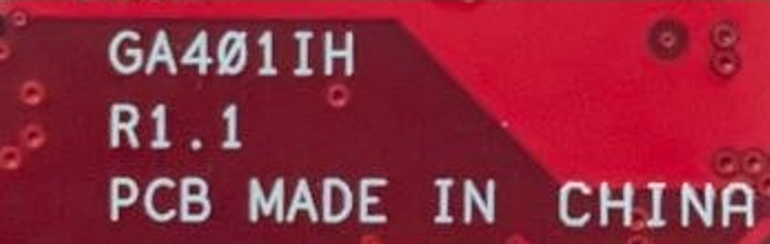 GA401IH
R1.1
PCB MADE IN CHINA